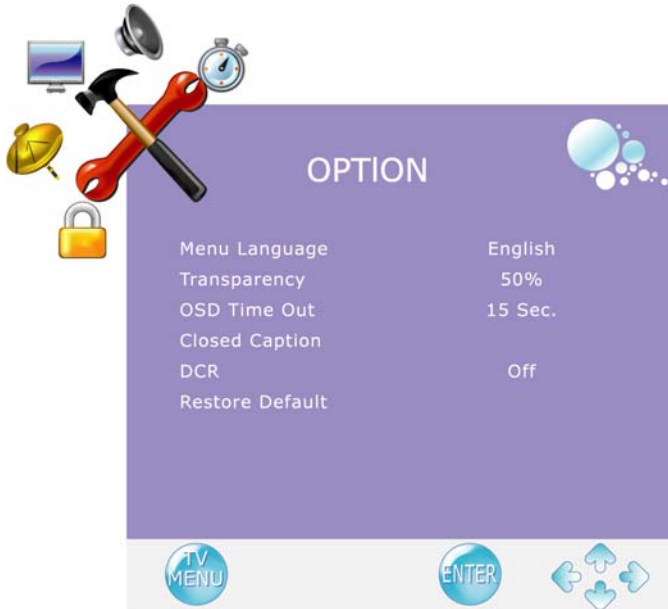 OPTION
Menu Language English
Transparency 50%
OSD Time Out 15 Sec.
Closed Caption
DCR Off
Restore Default
TV
MENU
ENTER